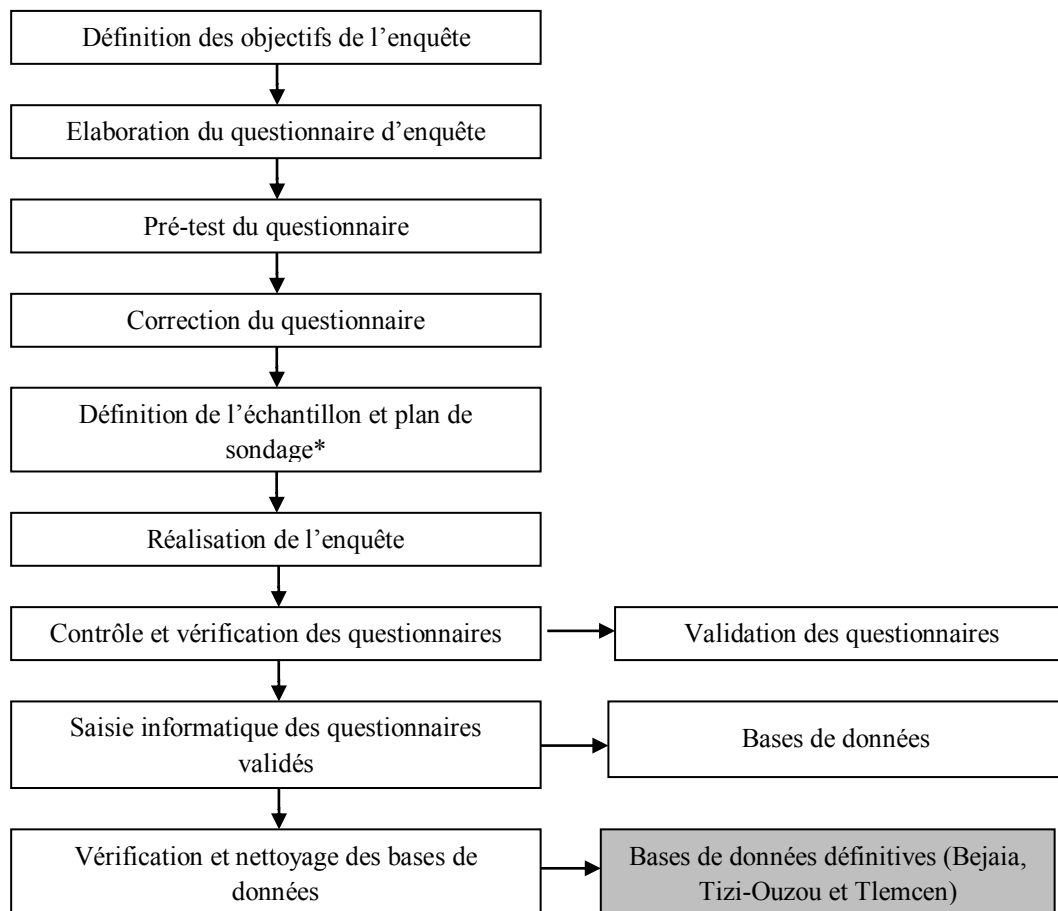 Définition des objectifs de l’enquête
Elaboration du questionnaire d’enquête
Pré-test du questionnaire
Correction du questionnaire
Définition de l’échantillon et plan de
sondage*
Réalisation de l’enquête
Contrôle et vérification des questionnaires
Validation des questionnaires
Saisie informatique des questionnaires
validés
Bases de données
Vérification et nettoyage des bases de
données
Bases de données définitives (Bejaia,
Tizi-Ouzou et Tlemcen)